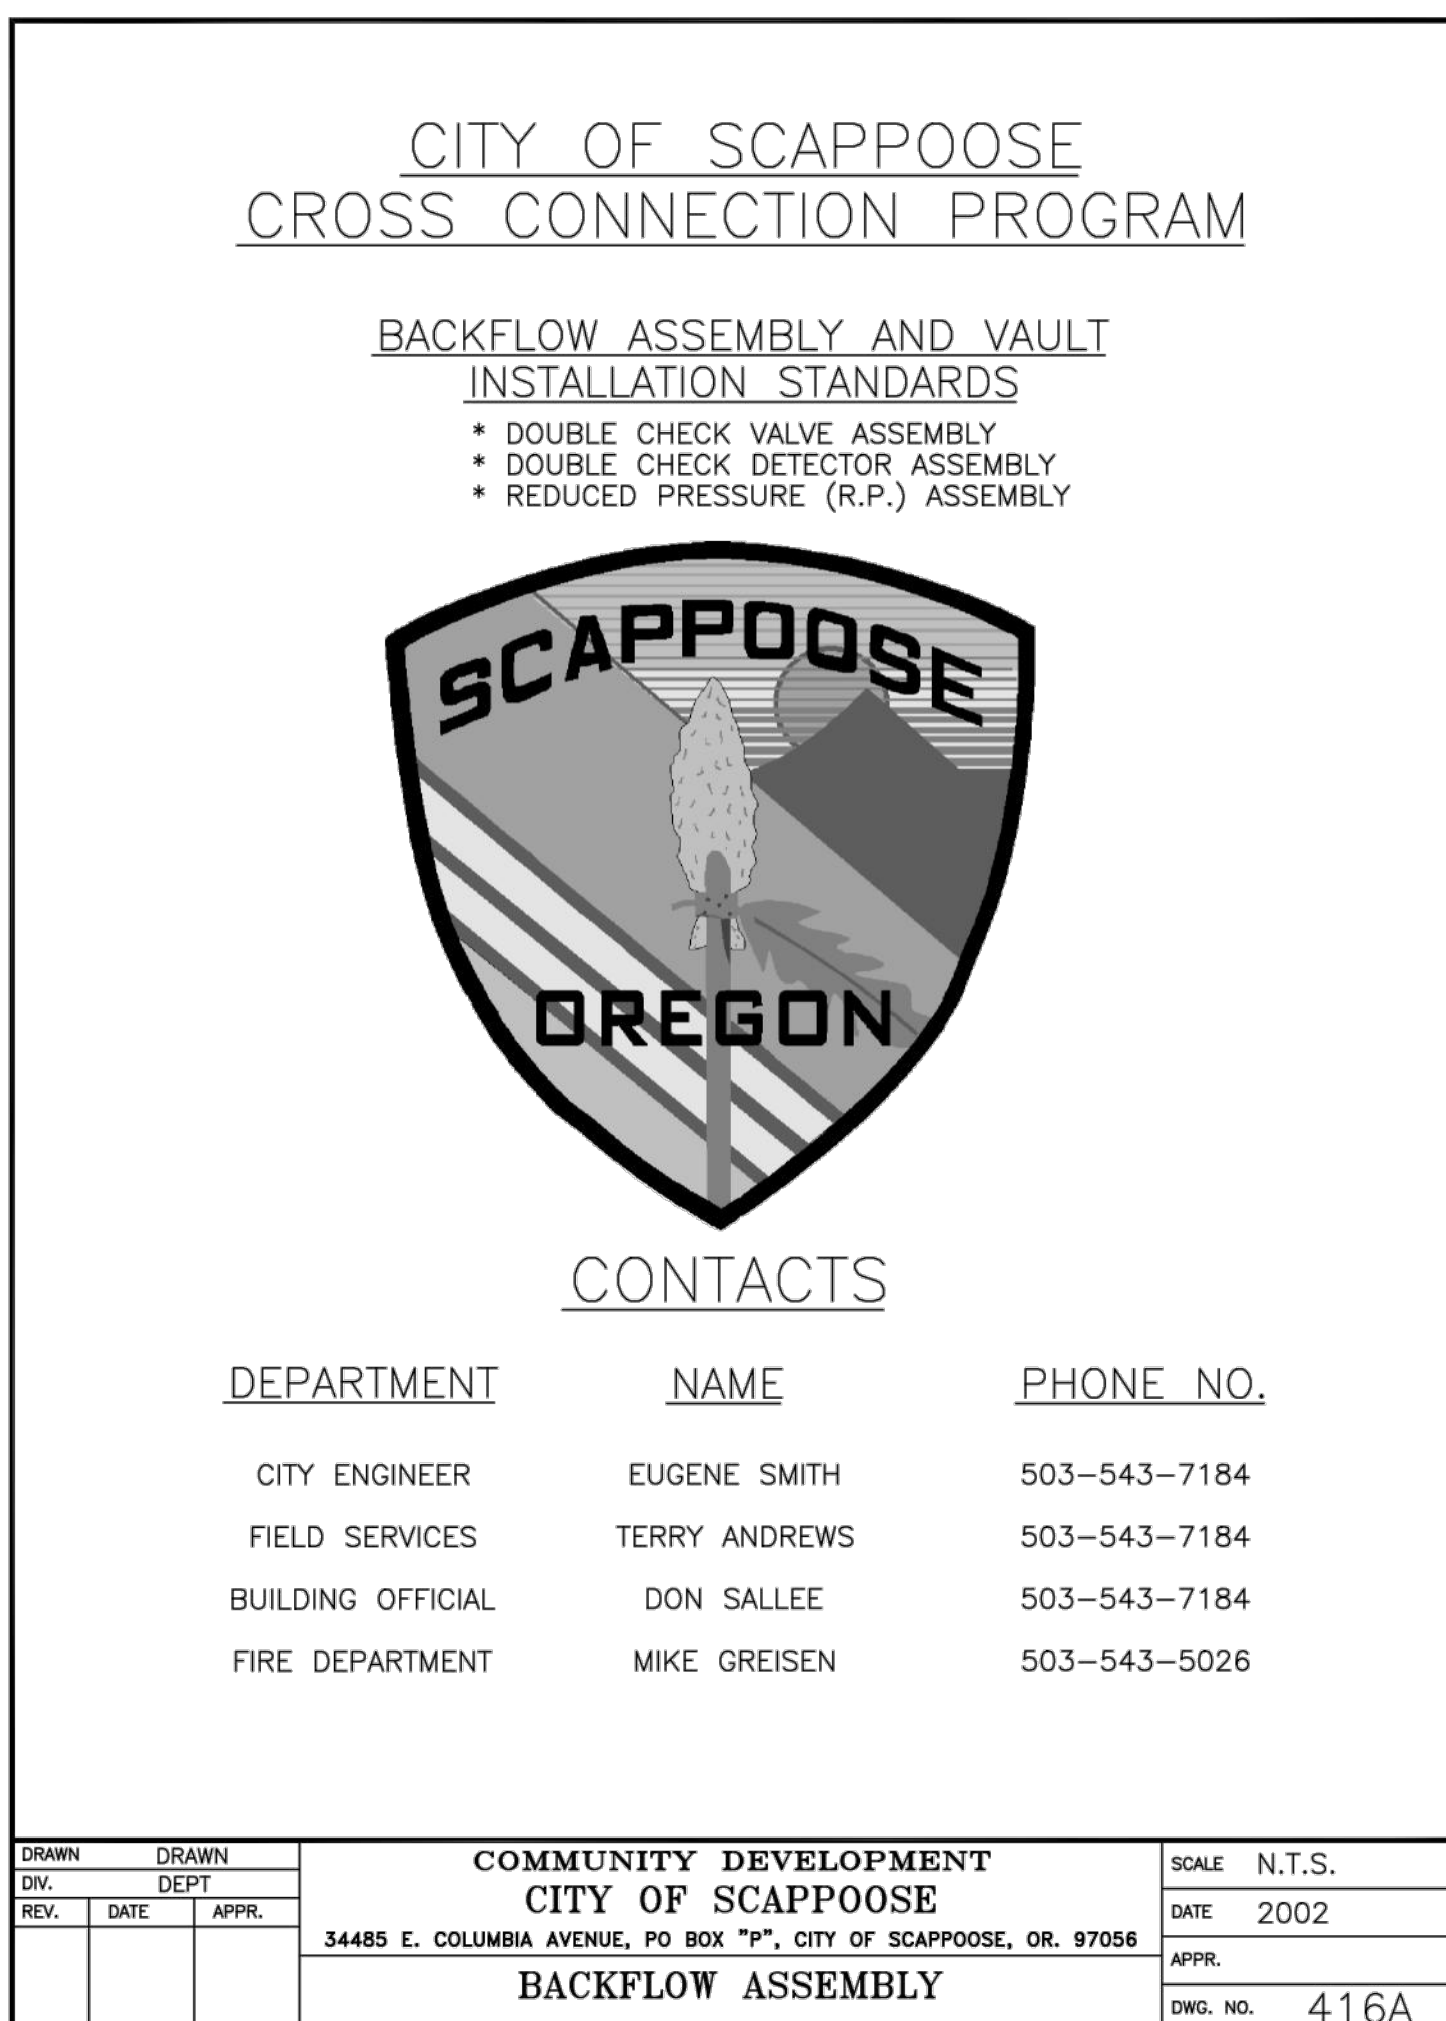 CITY OF SCAPPOOSE
CROSS CONNECTION PROGRAM
BACKFLOW ASSEMBLY AND VAULT
INSTALLATION STANDARDS
* DOUBLE CHECK VALVE ASSEMBLY
* DOUBLE CHECK DETECTOR ASSEMBLY
* REDUCED PRESSURE (R.P.) ASSEMBLY
SCAPPOOSE
OREGON
CONTACTS
DEPARTMENT NAME PHONE NO.
CITY ENGINEER EUGENE SMITH 503-543-7184
FIELD SERVICES TERRY ANDREWS 503-543-7184
BUILDING OFFICIAL DON SALLEE 503-543-7184
FIRE DEPARTMENT MIKE GREISEN 503-543-5026
DRAWN DRAWN
DIV. DEPT
REV. DATE APPR.
COMMUNITY DEVELOPMENT
CITY OF SCAPPOOSE
34485 E. COLUMBIA AVENUE, PO BOX "P", CITY OF SCAPPOOSE, OR. 97056
BACKFLOW ASSEMBLY
SCALE N.T.S.
DATE 2002
APPR.
DWG. NO. 416A